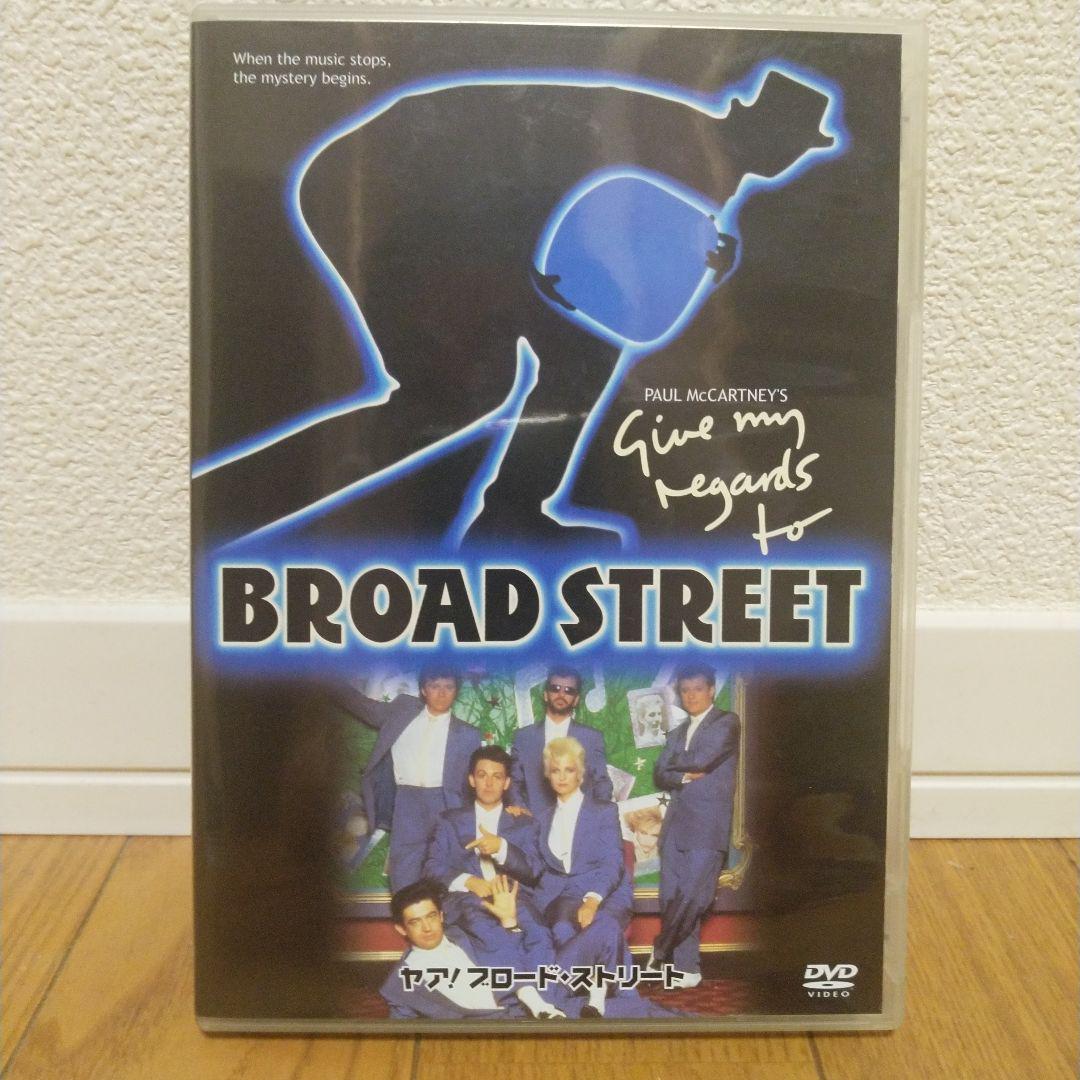 When the music stops,
the mystery begins.
PAUL McCARTNEY'S
Give my
regards
to
BROAD STREET
ヤァ!ブロード・ストリート
DVD
VIDEO